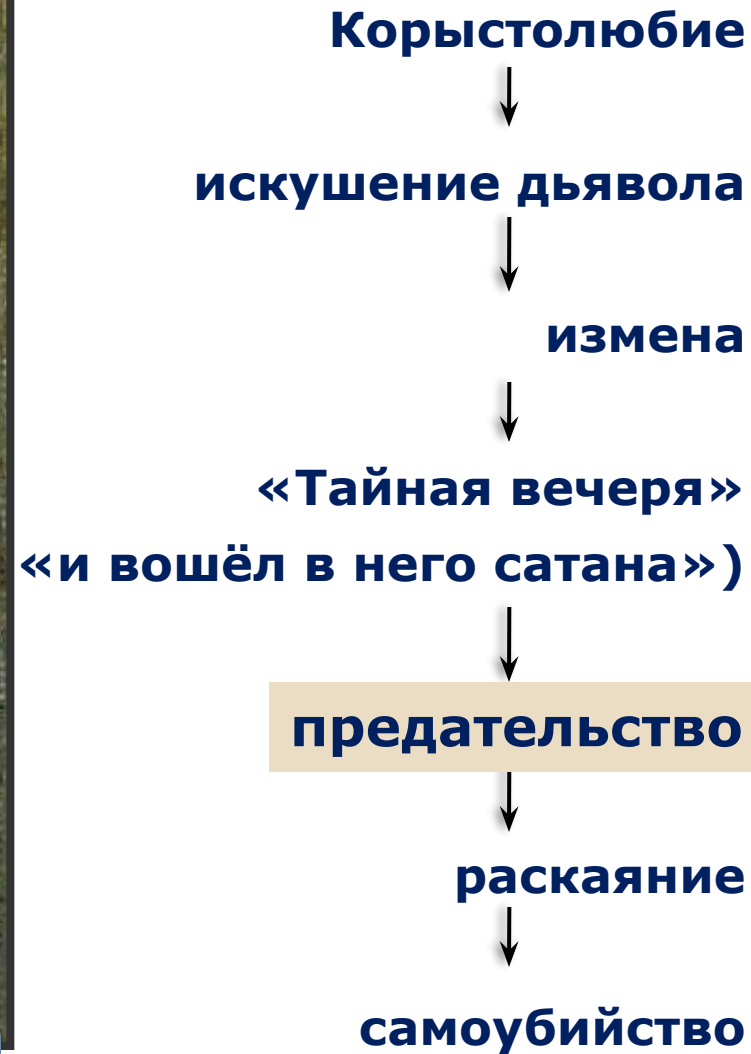 Корыстолюбие
искушение дьявола
измена
«Тайная вечеря»
«и вошёл в него сатана»)
предательство
раскаяние
самоубийство